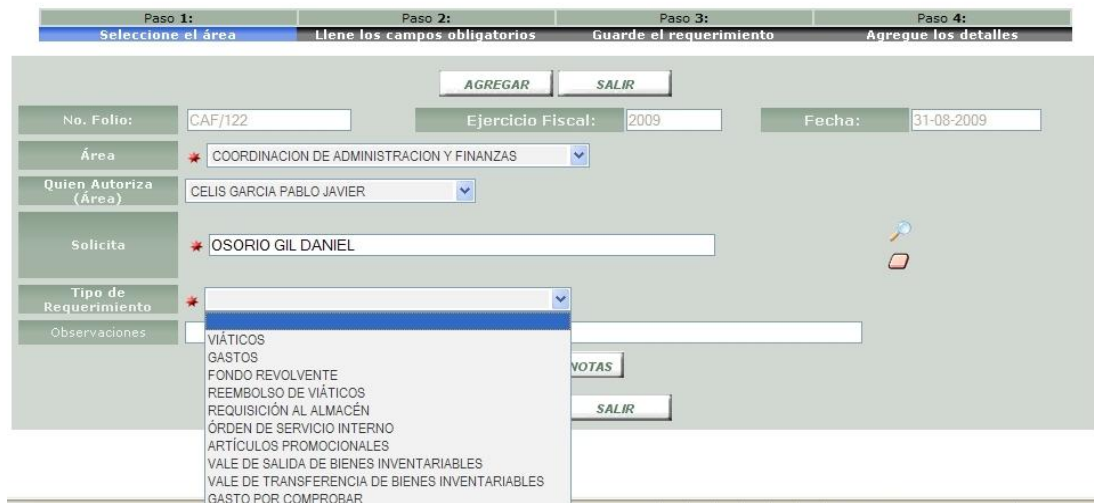 Paso 1: Paso 2: Paso 3: Paso 4:
Seleccione el área Llene los campos obligatorios Guarde el requerimiento Agregue los detalles
AGREGAR SALIR
No. Folio: CAF/122 Ejercicio Fiscal: 2009 Fecha: 31-08-2009
Área COORDINACION DE ADMINISTRACION Y FINANZAS
Quien Autoriza
(Área) CELIS GARCIA PABLO JAVIER
Solicita OSORIO GIL DANIEL
Tipo de
Requerimiento
Observaciones
VIÁTICOS
GASTOS
FONDO REVOLVENTE
NOTAS
REEMBOLSO DE VIÁTICOS
REQUISICIÓN AL ALMACÉN
SALIR
ÓRDEN DE SERVICIO INTERNO
ARTÍCULOS PROMOCIONALES
VALE DE SALIDA DE BIENES INVENTARIABLES
VALE DE TRANSFERENCIA DE BIENES INVENTARIABLES
GASTO POR COMPROBAR